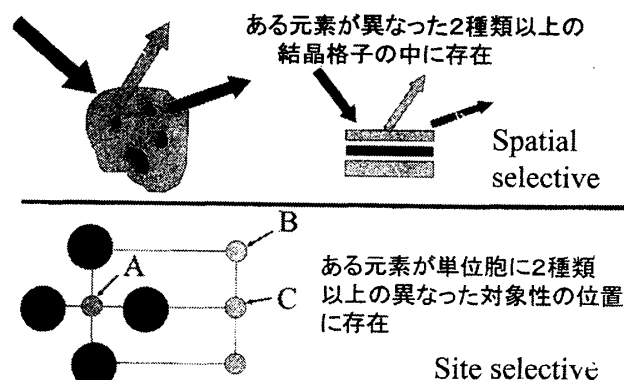 ある元素が異なった2種類以上の
結晶格子の中に存在
Spatial
selective
B
A
C
ある元素が単位胞に2種類
以上の異なった対象性の位置
に存在
Site selective